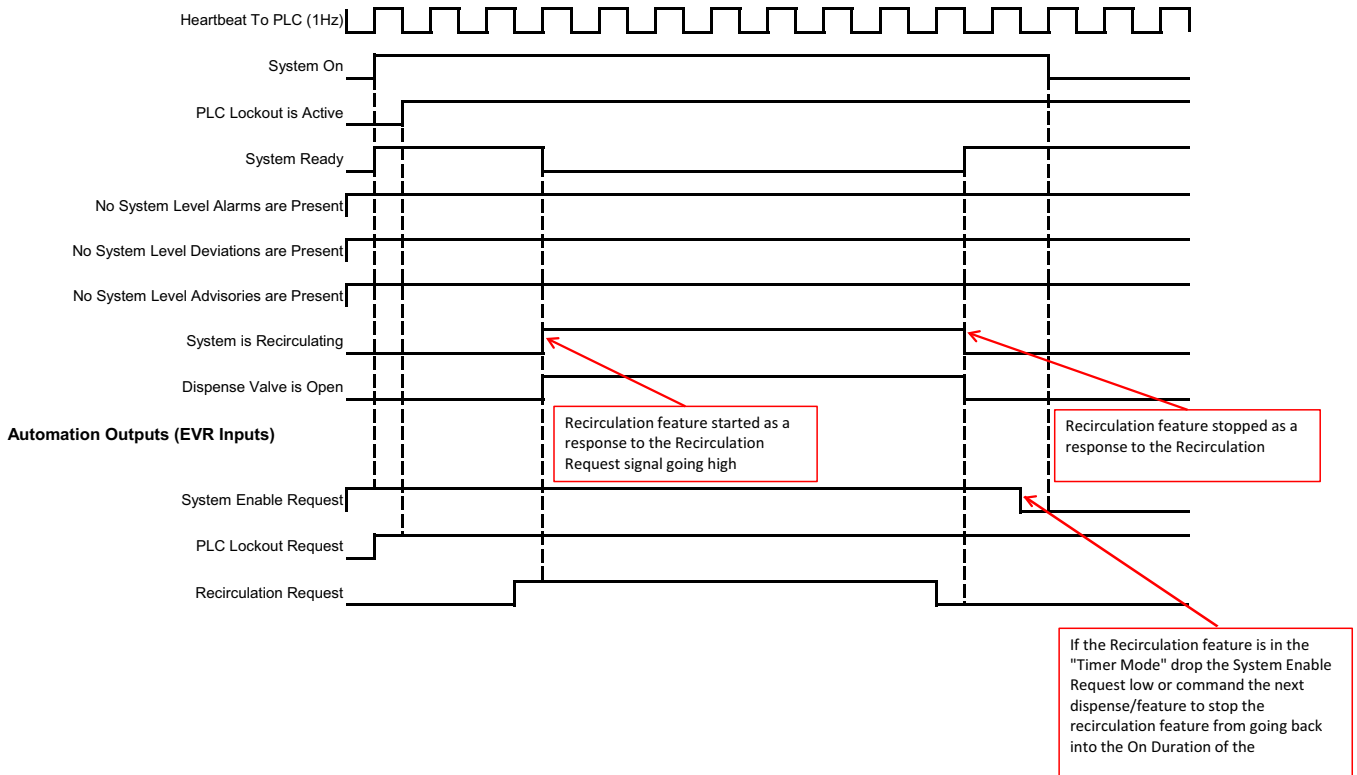 Heartbeat To PLC (1Hz)
System On
PLC Lockout is Active
System Ready
No System Level Alarms are Present
No System Level Deviations are Present
No System Level Advisories are Present
System is Recirculating
Dispense Valve is Open
Recirculation feature started as a
response to the Recirculation
Request signal going high
Recirculation feature stopped as a
response to the Recirculation
Automation Outputs (EVR Inputs)
System Enable Request
PLC Lockout Request
Recirculation Request
If the Recirculation feature is in the
"Timer Mode" drop the System Enable
Request low or command the next
dispense/feature to stop the
recirculation feature from going back
into the On Duration of the